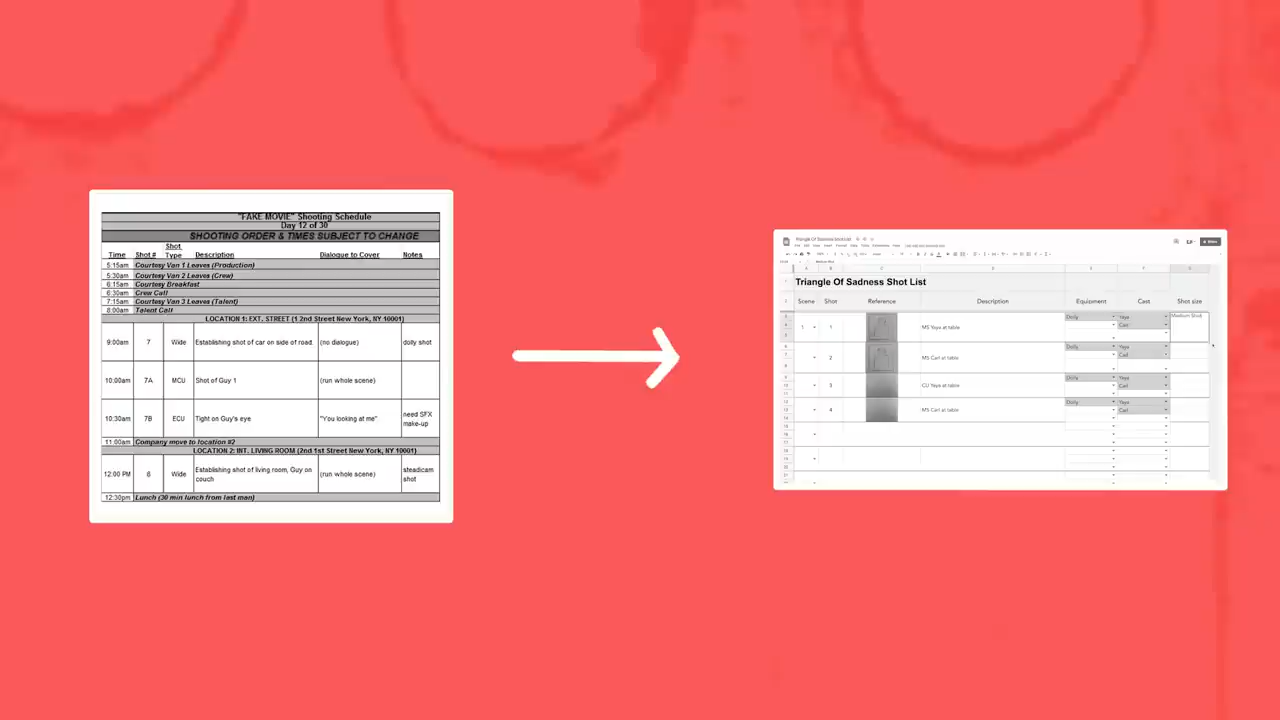 "FAKE MOVIE" Shooting Schedule
Day 12 of 30
SHOOTING ORDER & TIMES SUBJECT TO CHANGE
Time Shot# Shot Type Description Dialogue to Cover Notes
5:15am Courtesy Van 1 Leaves (Production)
5:30am Courtesy Van 2 Leaves (Crew)
6:15am Courtesy Breakfast
6:30am Crew Call
7:15am Courtesy Van 3 Leaves (Talent)
8:00am Talent Call
LOCATION 1: EXT. STREET (1 2nd Street New York, NY 10001)
9:00am 7 Wide Establishing shot of car on side of road. (no dialogue) dolly shot
10:00am 7A MCU Shot of Guy 1 (run whole scene)
10:30am 7B ECU Tight on Guy's eye "You looking at me" need SFX make-up
11:00am Company move to location #2
LOCATION 2: INT. LIVING ROOM (2nd 1st Street New York, NY 10001)
12:00 PM 6 Wide Establishing shot of living room, Guy on couch (run whole scene) steadicam shot
12:30pm Lunch (30 min lunch from last man)
Triangle Of Sadness Shot List
Triangle Of Sadness Shot List
Scene Shot Reference Description Equipment Cast Shot size
1 1 MS Yaya at table Dolly Yaya Medium Shot
Carl
2 MS Carl at table Dolly Yaya
Carl
3 CU Yaya at table Dolly Yaya
Carl
4 MS Carl at table Dolly Yaya
Carl